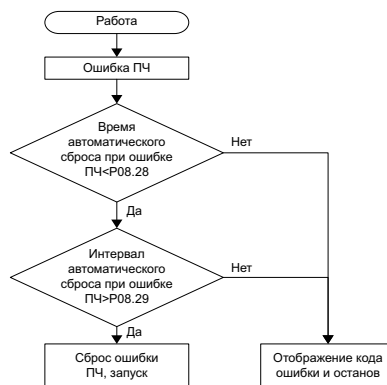 Работа
Ошибка ПЧ
Время
автоматического
сброса при ошибке
ПЧ<P08.28
Нет
Да
Интервал
автоматического
сброса при ошибке
ПЧ>P08.29
Нет
Да
Сброс ошибки
ПЧ, запуск
Отображение кода
ошибки и останов